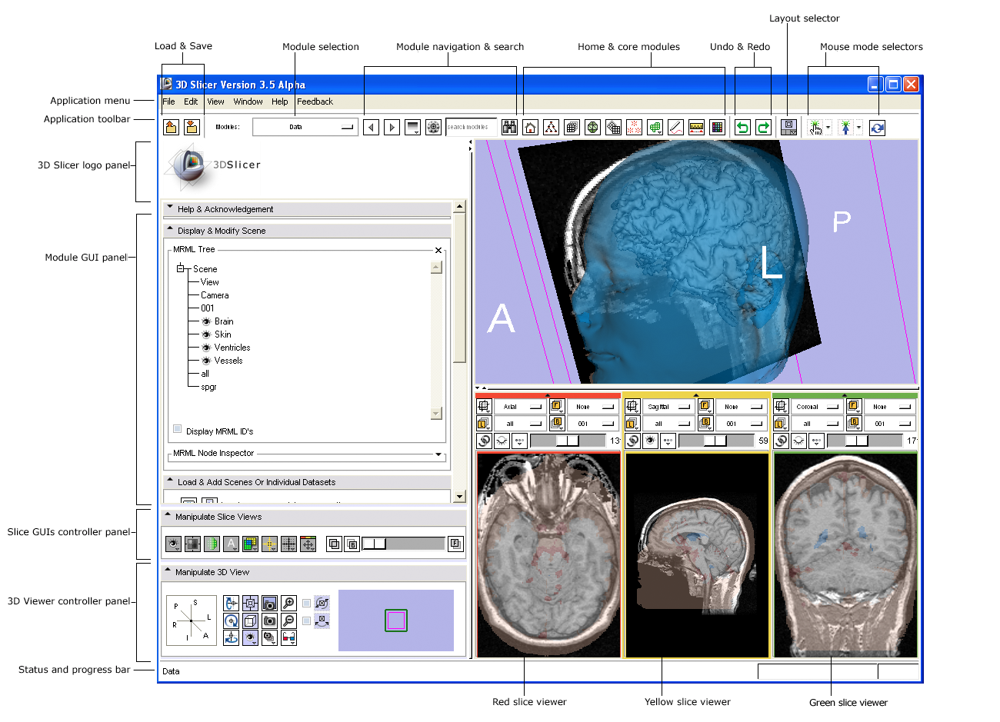 Layout selector
Load & Save
Module selection
Module navigation & search
Home & core modules
Undo & Redo
Mouse mode selectors
3D Slicer Version 3.5 Alpha
Application menu
File Edit View Window Help Feedback
Application toolbar
Modules: Data search modules
3D Slicer logo panel
3DSlicer
Help & Acknowledgement
Display & Modify Scene
Module GUI panel
MRML Tree
Scene
View
Camera
001
Brain
Skin
Ventricles
Vessels
all
spgr
Display MRML ID's
MRML Node Inspector
Load & Add Scenes Or Individual Datasets
A
L
P
Axial F None
L all B 001
13
Sagittal F None
L all B 001
59
Coronal F None
L all B 001
17
Slice GUIs controller panel
Manipulate Slice Views
A B F
3D Viewer controller panel
Manipulate 3D View
P S
R L
I A
Status and progress bar
Data
Red slice viewer
Yellow slice viewer
Green slice viewer